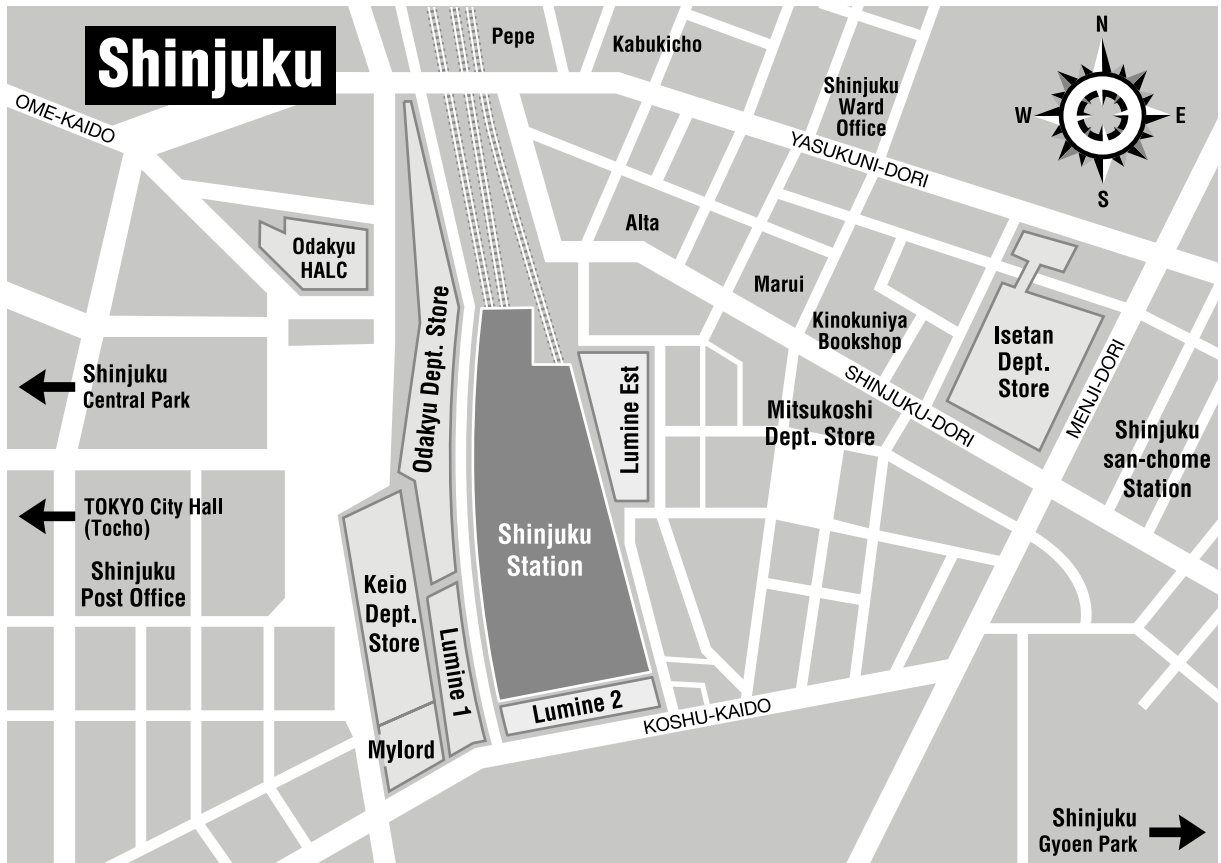 Shinjuku
Pepe
Kabukicho
N
W
E
S
OME-KAIDO
Shinjuku
Ward
Office
YASUKUNI-DORI
Odakyu
HALC
Alta
Marui
Kinokuniya
Bookshop
Isetan
Dept.
Store
Odakyu Dept. Store
Lumine Est
SHINJUKU-DORI
MENJI-DORI
Shinjuku
Central Park
Mitsukoshi
Dept. Store
Shinjuku
san-chome
Station
TOKYO City Hall
(Tocho)
Shinjuku
Post Office
Shinjuku
Station
Keio
Dept.
Store
Lumine 1
Lumine 2
KOSHU-KAIDO
Mylord
Shinjuku
Gyoen Park